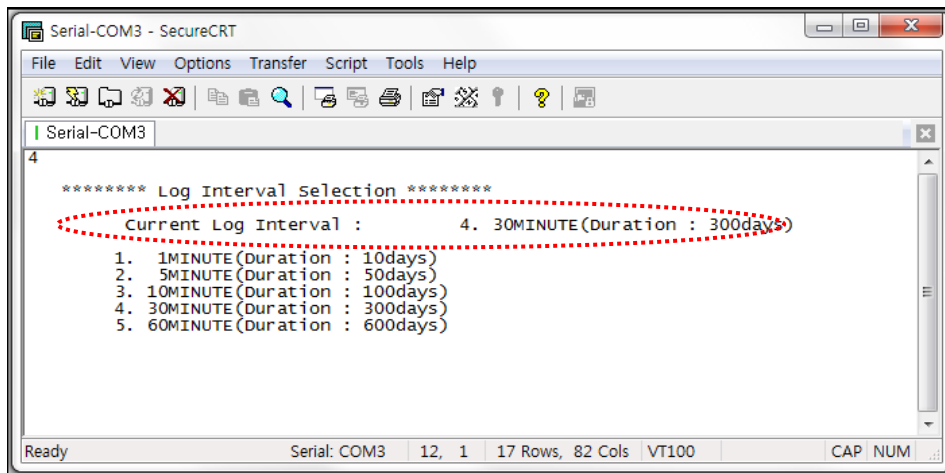 Serial-COM3 - SecureCRT
File Edit View Options Transfer Script Tools Help
Serial-COM3
4
******** Log Interval Selection ********
Current Log Interval : 4. 30MINUTE(Duration : 300days)
1. 1MINUTE(Duration : 10days)
2. 5MINUTE(Duration : 50days)
3. 10MINUTE(Duration : 100days)
4. 30MINUTE(Duration : 300days)
5. 60MINUTE(Duration : 600days)
Ready Serial: COM3 12, 1 17 Rows, 82 Cols VT100 CAP NUM